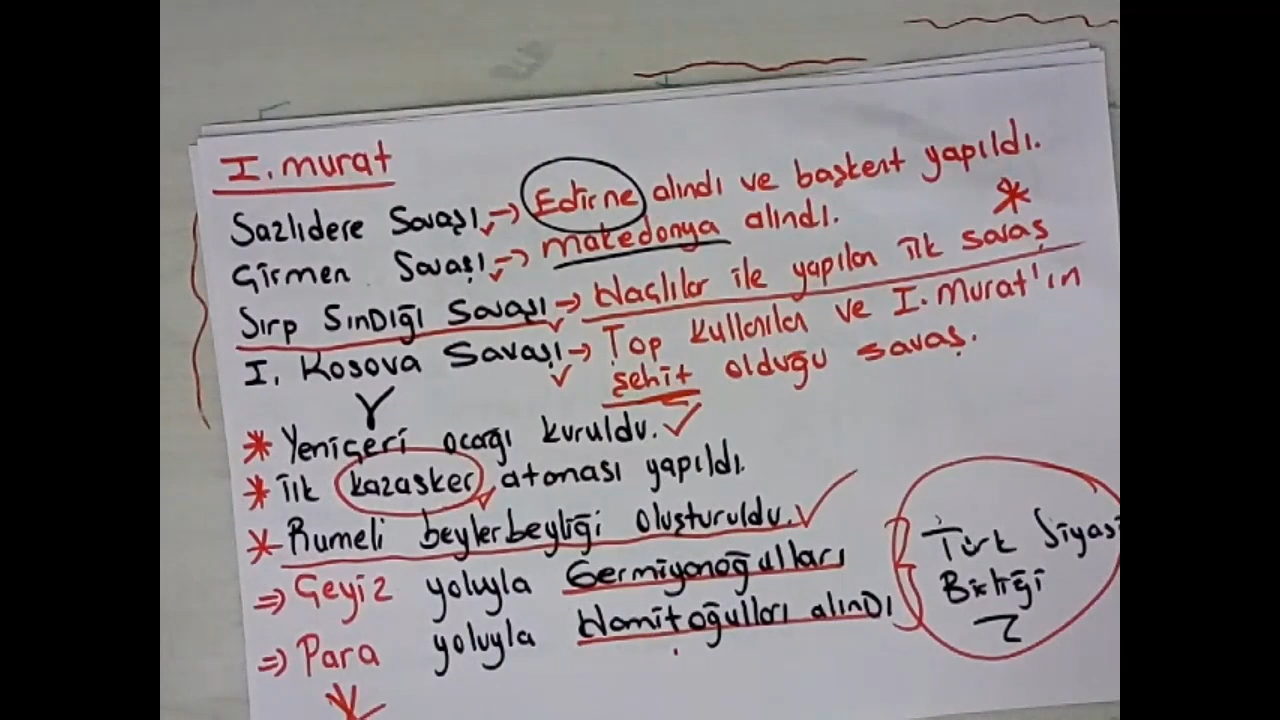 I. Murat
Sazlıdere Savaşı → Edirne alındı ve başkent yapıldı.
Çirmen Savaşı → Makedonya alındı.
Sırp Sındığı Savaşı → Haçlılar ile yapılan ilk savaş
I. Kosova Savaşı → Top kullanılan ve I. Murat'ın
şehit olduğu savaş.
* Yeniçeri ocağı kuruldu.
* İlk kazasker ataması yapıldı.
* Rumeli beylerbeyliği oluşturuldu.
⇒ Çeyiz yoluyla Germiyanoğulları
⇒ Para yoluyla Hamitoğulları alındı
Türk Siyasi
Birliği